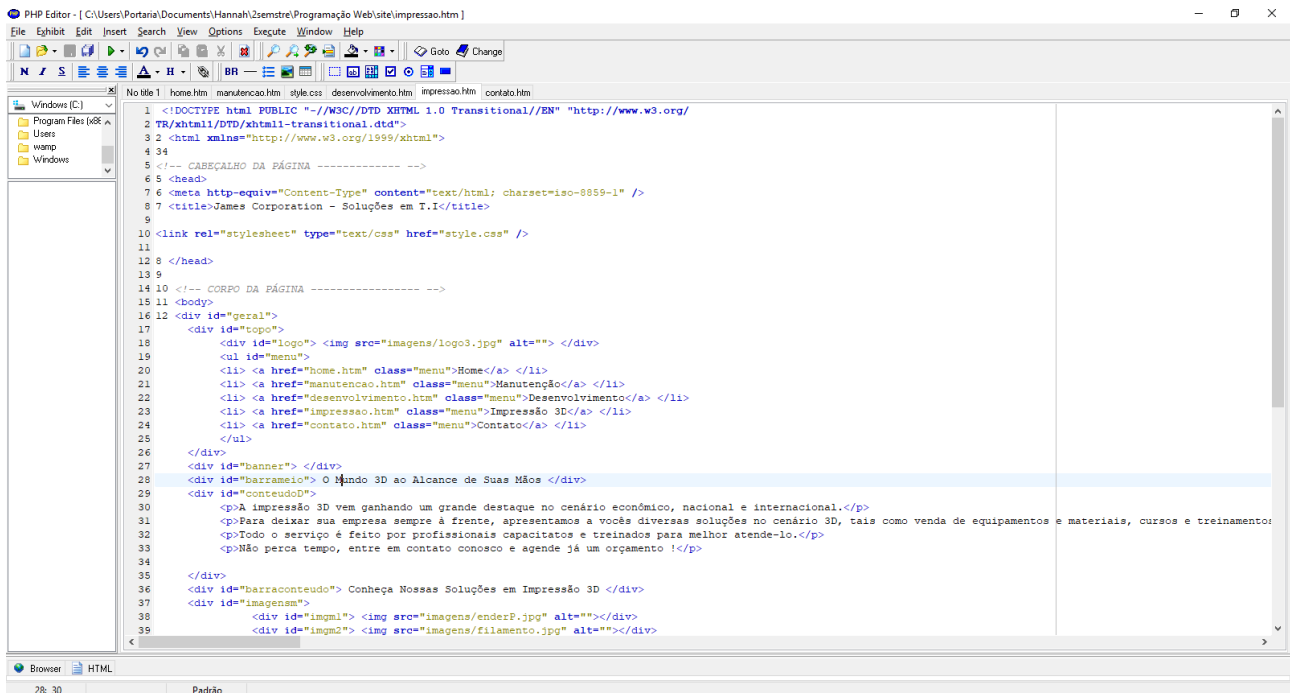 PHP Editor - [ C:\Users\Portaria\Documents\Hannah\2semstre\Programação Web\site\impressao.htm ]
File Exhibit Edit Insert Search View Options Execute Window Help
Goto Change
N I S A H BR
No title 1 home.htm manutencao.htm style.css desenvolvimento.htm impressao.htm contato.htm
Windows (C:)
Program Files (x86
Users
wamp
Windows
1 <!DOCTYPE html PUBLIC "-//W3C//DTD XHTML 1.0 Transitional//EN" "http://www.w3.org/
2 TR/xhtml1/DTD/xhtml1-transitional.dtd">
3 2 <html xmlns="http://www.w3.org/1999/xhtml">
4 34
5 <!-- CABEÇALHO DA PÁGINA ------------- -->
6 5 <head>
7 6 <meta http-equiv="Content-Type" content="text/html; charset=iso-8859-1" />
8 7 <title>James Corporation - Soluções em T.I</title>
9
10 <link rel="stylesheet" type="text/css" href="style.css" />
11
12 8 </head>
13 9
14 10 <!-- CORPO DA PÁGINA ----------------- -->
15 11 <body>
16 12 <div id="geral">
17 <div id="topo">
18 <div id="logo"> <img src="imagens/logo3.jpg" alt=""> </div>
19 <ul id="menu">
20 <li> <a href="home.htm" class="menu">Home</a> </li>
21 <li> <a href="manutencao.htm" class="menu">Manutenção</a> </li>
22 <li> <a href="desenvolvimento.htm" class="menu">Desenvolvimento</a> </li>
23 <li> <a href="impressao.htm" class="menu">Impressão 3D</a> </li>
24 <li> <a href="contato.htm" class="menu">Contato</a> </li>
25 </ul>
26 </div>
27 <div id="banner"> </div>
28 <div id="barrameio"> O Mundo 3D ao Alcance de Suas Mãos </div>
29 <div id="conteudoD">
30 <p>A impressão 3D vem ganhando um grande destaque no cenário econômico, nacional e internacional.</p>
31 <p>Para deixar sua empresa sempre à frente, apresentamos a vocês diversas soluções no cenário 3D, tais como venda de equipamentos e materiais, cursos e treinamentos
32 <p>Todo o serviço é feito por profissionais capacitatos e treinados para melhor atende-lo.</p>
33 <p>Não perca tempo, entre em contato conosco e agende já um orçamento !</p>
34
35 </div>
36 <div id="barraconteudo"> Conheça Nossas Soluções em Impressão 3D </div>
37 <div id="imagensm">
38 <div id="imgm1"> <img src="imagens/enderP.jpg" alt=""></div>
39 <div id="imgm2"> <img src="imagens/filamento.jpg" alt=""></div>
Browser HTML
28: 30 Padrão